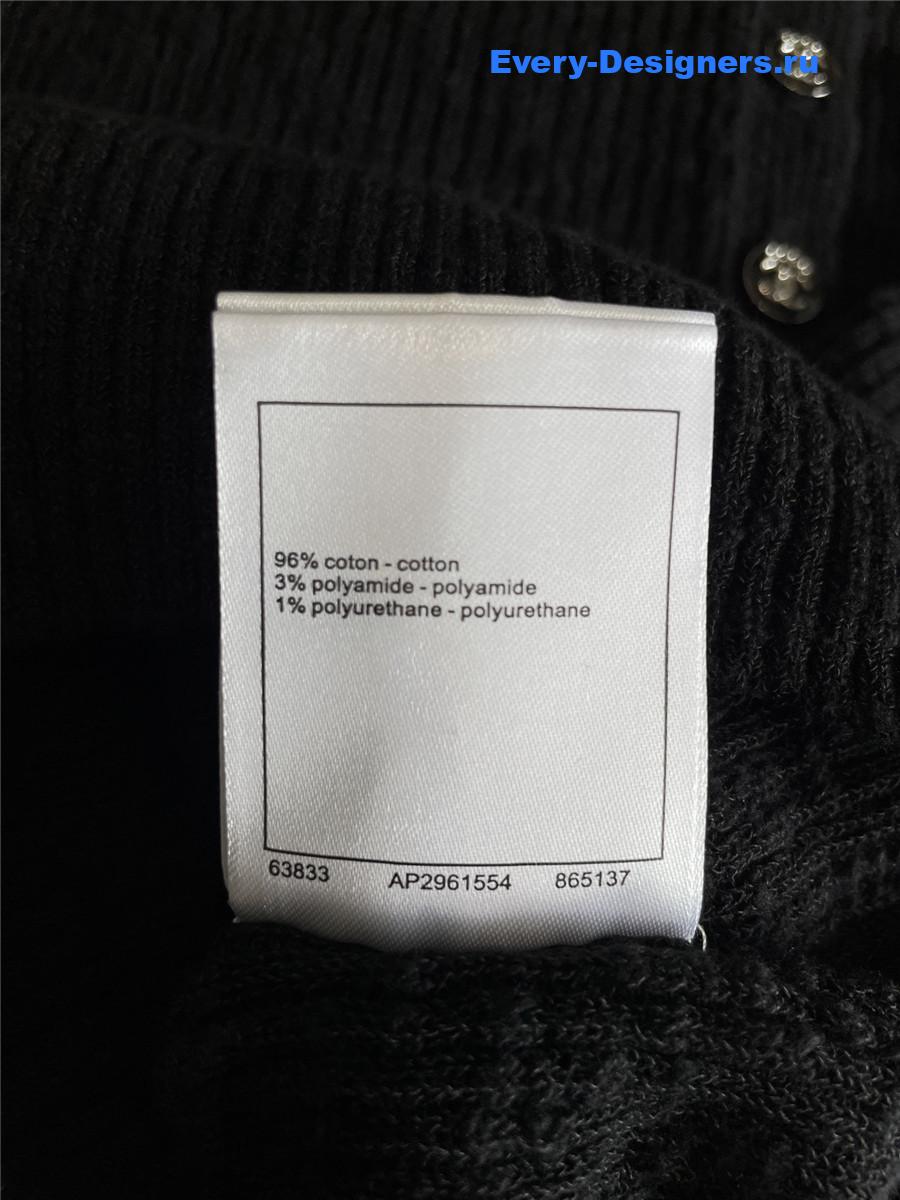 Every-Designers.ru
96% coton - cotton
3% polyamide - polyamide
1% polyurethane - polyurethane
63833 AP2961554 865137